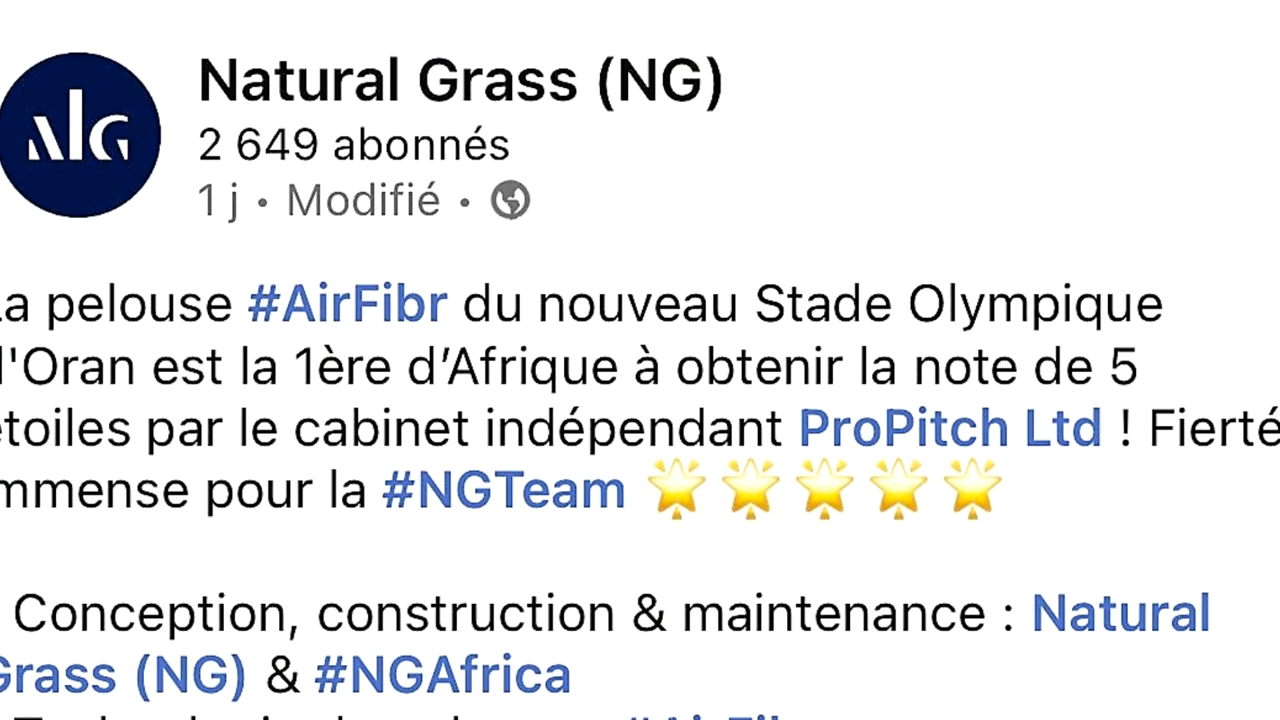 NG
Natural Grass (NG)
2 649 abonnés
1 j • Modifié •
La pelouse #AirFibr du nouveau Stade Olympique
d'Oran est la 1ère d’Afrique à obtenir la note de 5
étoiles par le cabinet indépendant ProPitch Ltd ! Fierté
immense pour la #NGTeam 🌟 🌟 🌟 🌟 🌟
Conception, construction & maintenance : Natural
Grass (NG) & #NGAfrica